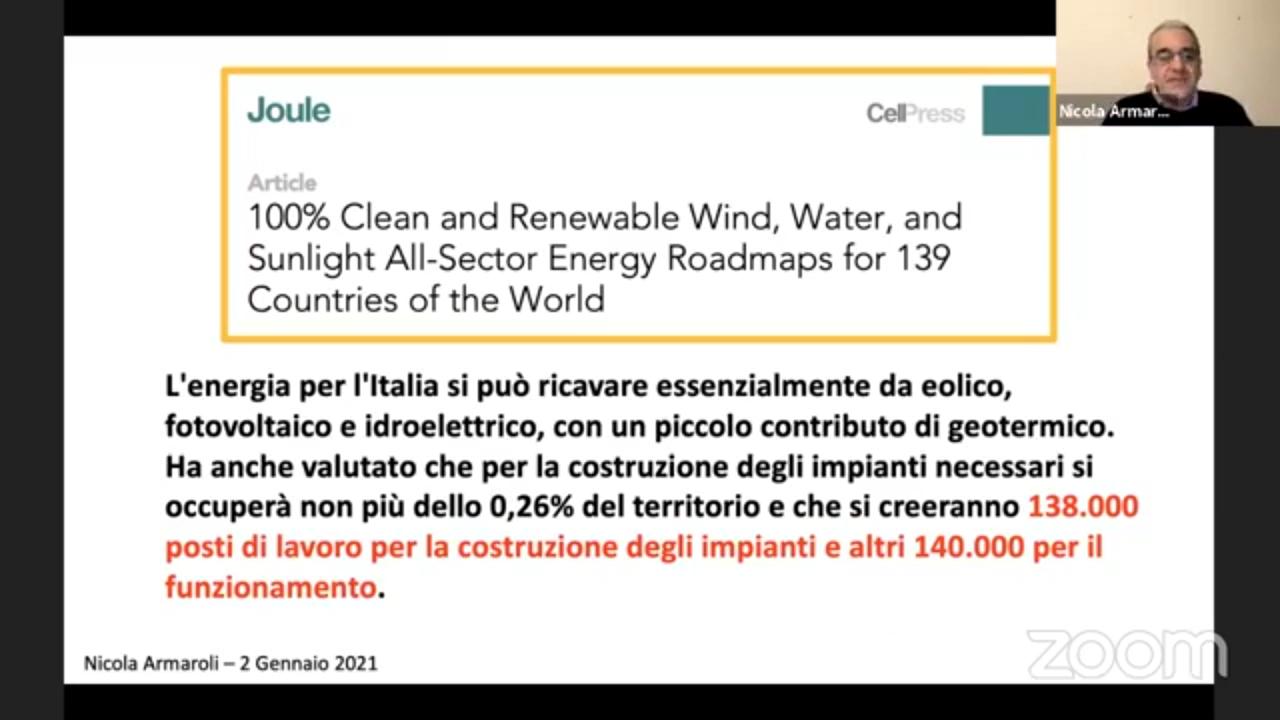 Joule
CellPress
Nicola Armar...
Article
100% Clean and Renewable Wind, Water, and
Sunlight All-Sector Energy Roadmaps for 139
Countries of the World
L'energia per l'Italia si può ricavare essenzialmente da eolico,
fotovoltaico e idroelettrico, con un piccolo contributo di geotermico.
Ha anche valutato che per la costruzione degli impianti necessari si
occuperà non più dello 0,26% del territorio e che si creeranno 138.000
posti di lavoro per la costruzione degli impianti e altri 140.000 per il
funzionamento.
Nicola Armaroli – 2 Gennaio 2021
zoom